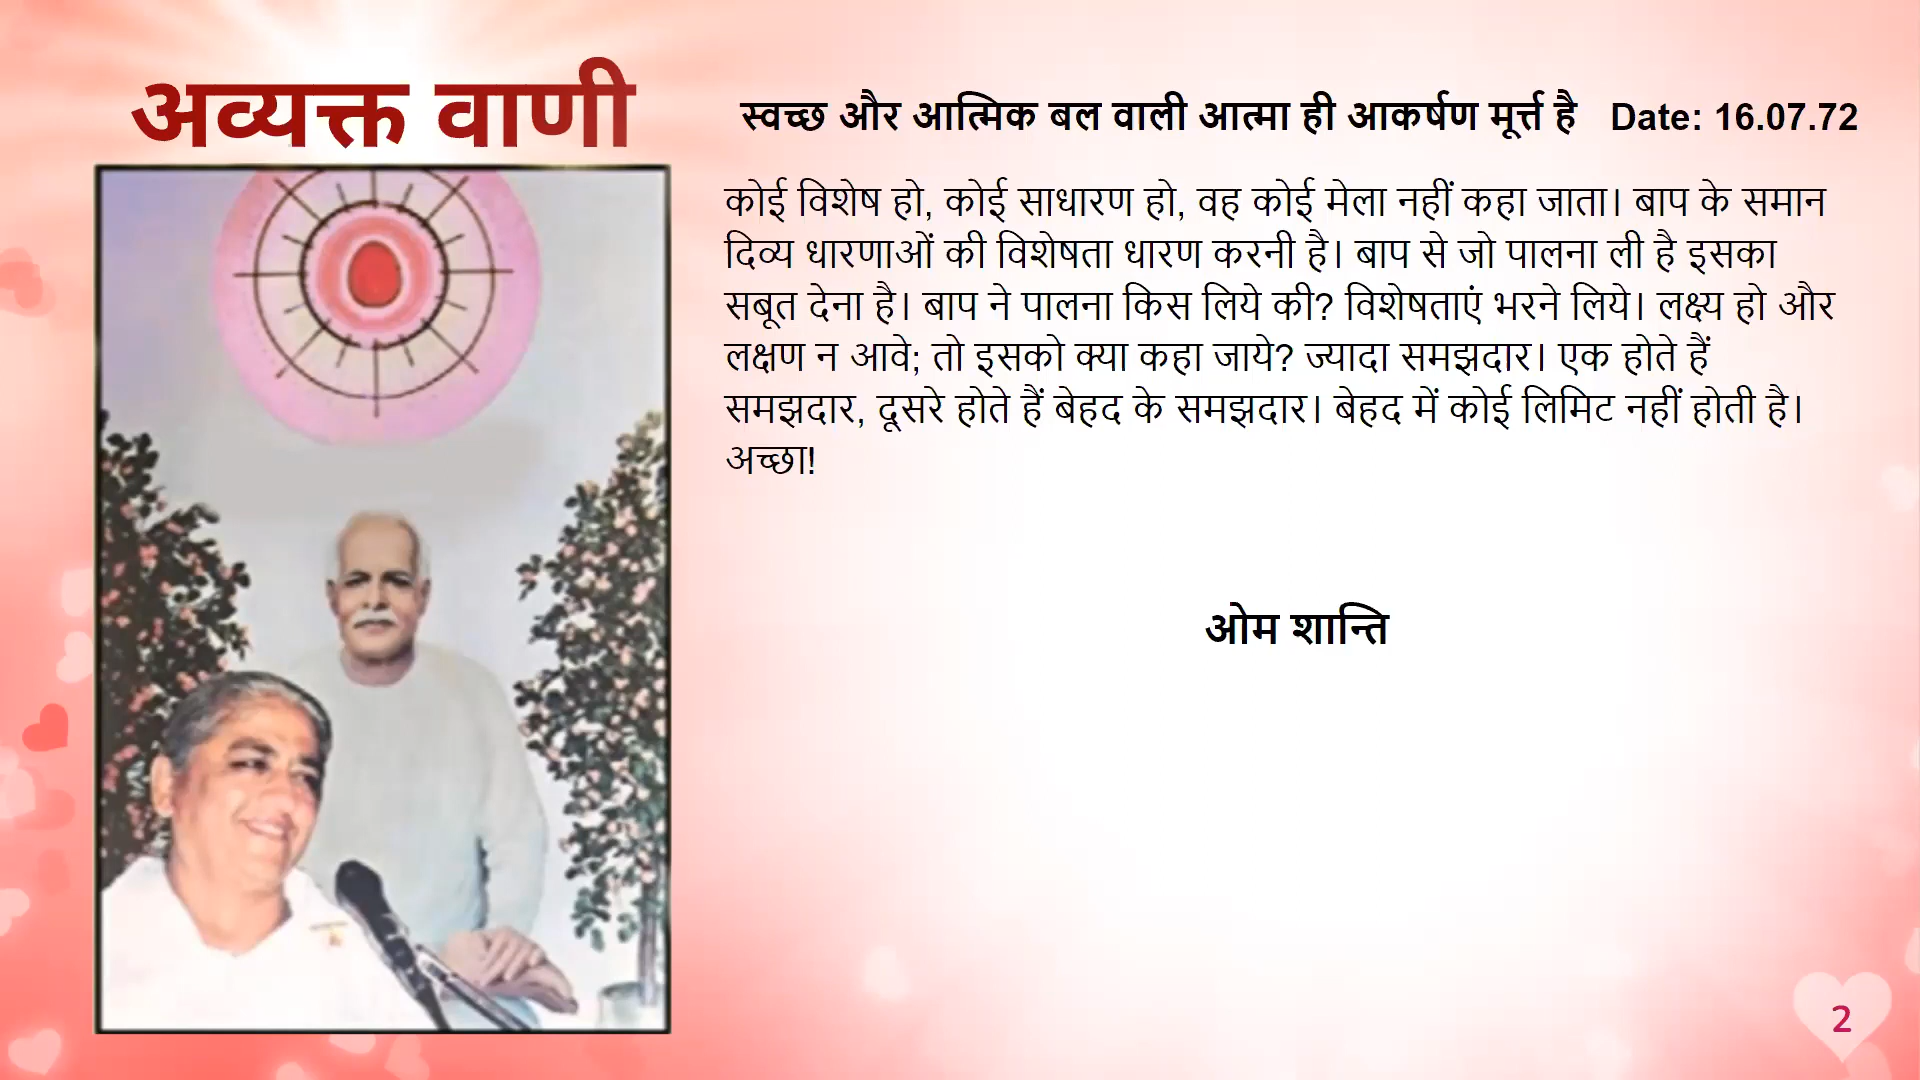 अव्यक्त वाणी
स्वच्छ और आत्मिक बल वाली आत्मा ही आकर्षण मूर्त्त है Date: 16.07.72
कोई विशेष हो, कोई साधारण हो, वह कोई मेला नहीं कहा जाता। बाप के समान
दिव्य धारणाओं की विशेषता धारण करनी है। बाप से जो पालना ली है इसका
सबूत देना है। बाप ने पालना किस लिये की? विशेषताएं भरने लिये। लक्ष्य हो और
लक्षण न आवे; तो इसको क्या कहा जाये? ज्यादा समझदार। एक होते हैं
समझदार, दूसरे होते हैं बेहद के समझदार। बेहद में कोई लिमिट नहीं होती है।
अच्छा!
ओम शान्ति
2